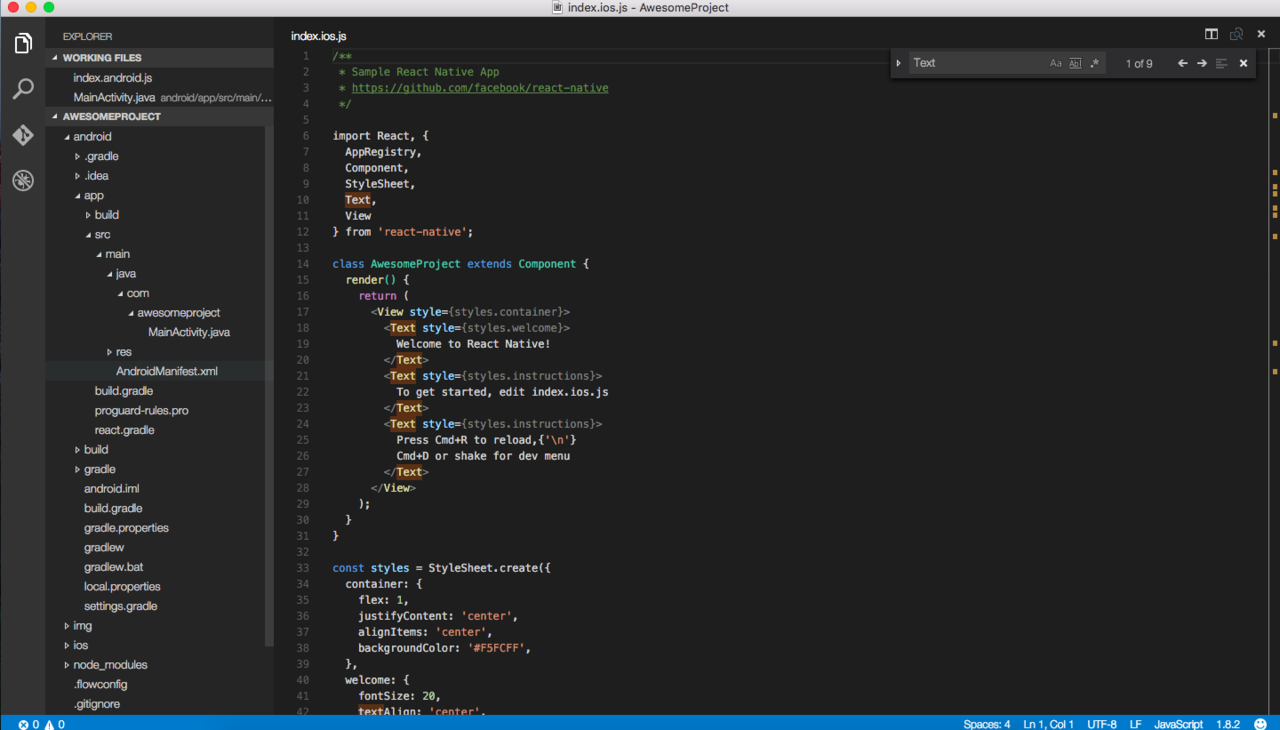 index.ios.js - AwesomeProject
EXPLORER
WORKING FILES
index.android.js
MainActivity.java android/app/src/main/...
AWESOMEPROJECT
android
.gradle
.idea
app
build
src
main
java
com
awesomeproject
MainActivity.java
res
AndroidManifest.xml
build.gradle
proguard-rules.pro
react.gradle
build
gradle
android.iml
build.gradle
gradle.properties
gradlew
gradlew.bat
local.properties
settings.gradle
img
ios
node_modules
.flowconfig
.gitignore
index.ios.js
Text Aa Abl .* 1 of 9
1 /**
2 * Sample React Native App
3 * https://github.com/facebook/react-native
4 */
5
6 import React, {
7 AppRegistry,
8 Component,
9 StyleSheet,
10 Text,
11 View
12 } from 'react-native';
13
14 class AwesomeProject extends Component {
15 render() {
16 return (
17 <View style={styles.container}>
18 <Text style={styles.welcome}>
19 Welcome to React Native!
20 </Text>
21 <Text style={styles.instructions}>
22 To get started, edit index.ios.js
23 </Text>
24 <Text style={styles.instructions}>
25 Press Cmd+R to reload,{'\n'}
26 Cmd+D or shake for dev menu
27 </Text>
28 </View>
29 );
30 }
31 }
32
33 const styles = StyleSheet.create({
34 container: {
35 flex: 1,
36 justifyContent: 'center',
37 alignItems: 'center',
38 backgroundColor: '#F5FCFF',
39 },
40 welcome: {
41 fontSize: 20,
42 textAlign: 'center',
0 0 Spaces: 4 Ln 1, Col 1 UTF-8 LF JavaScript 1.8.2